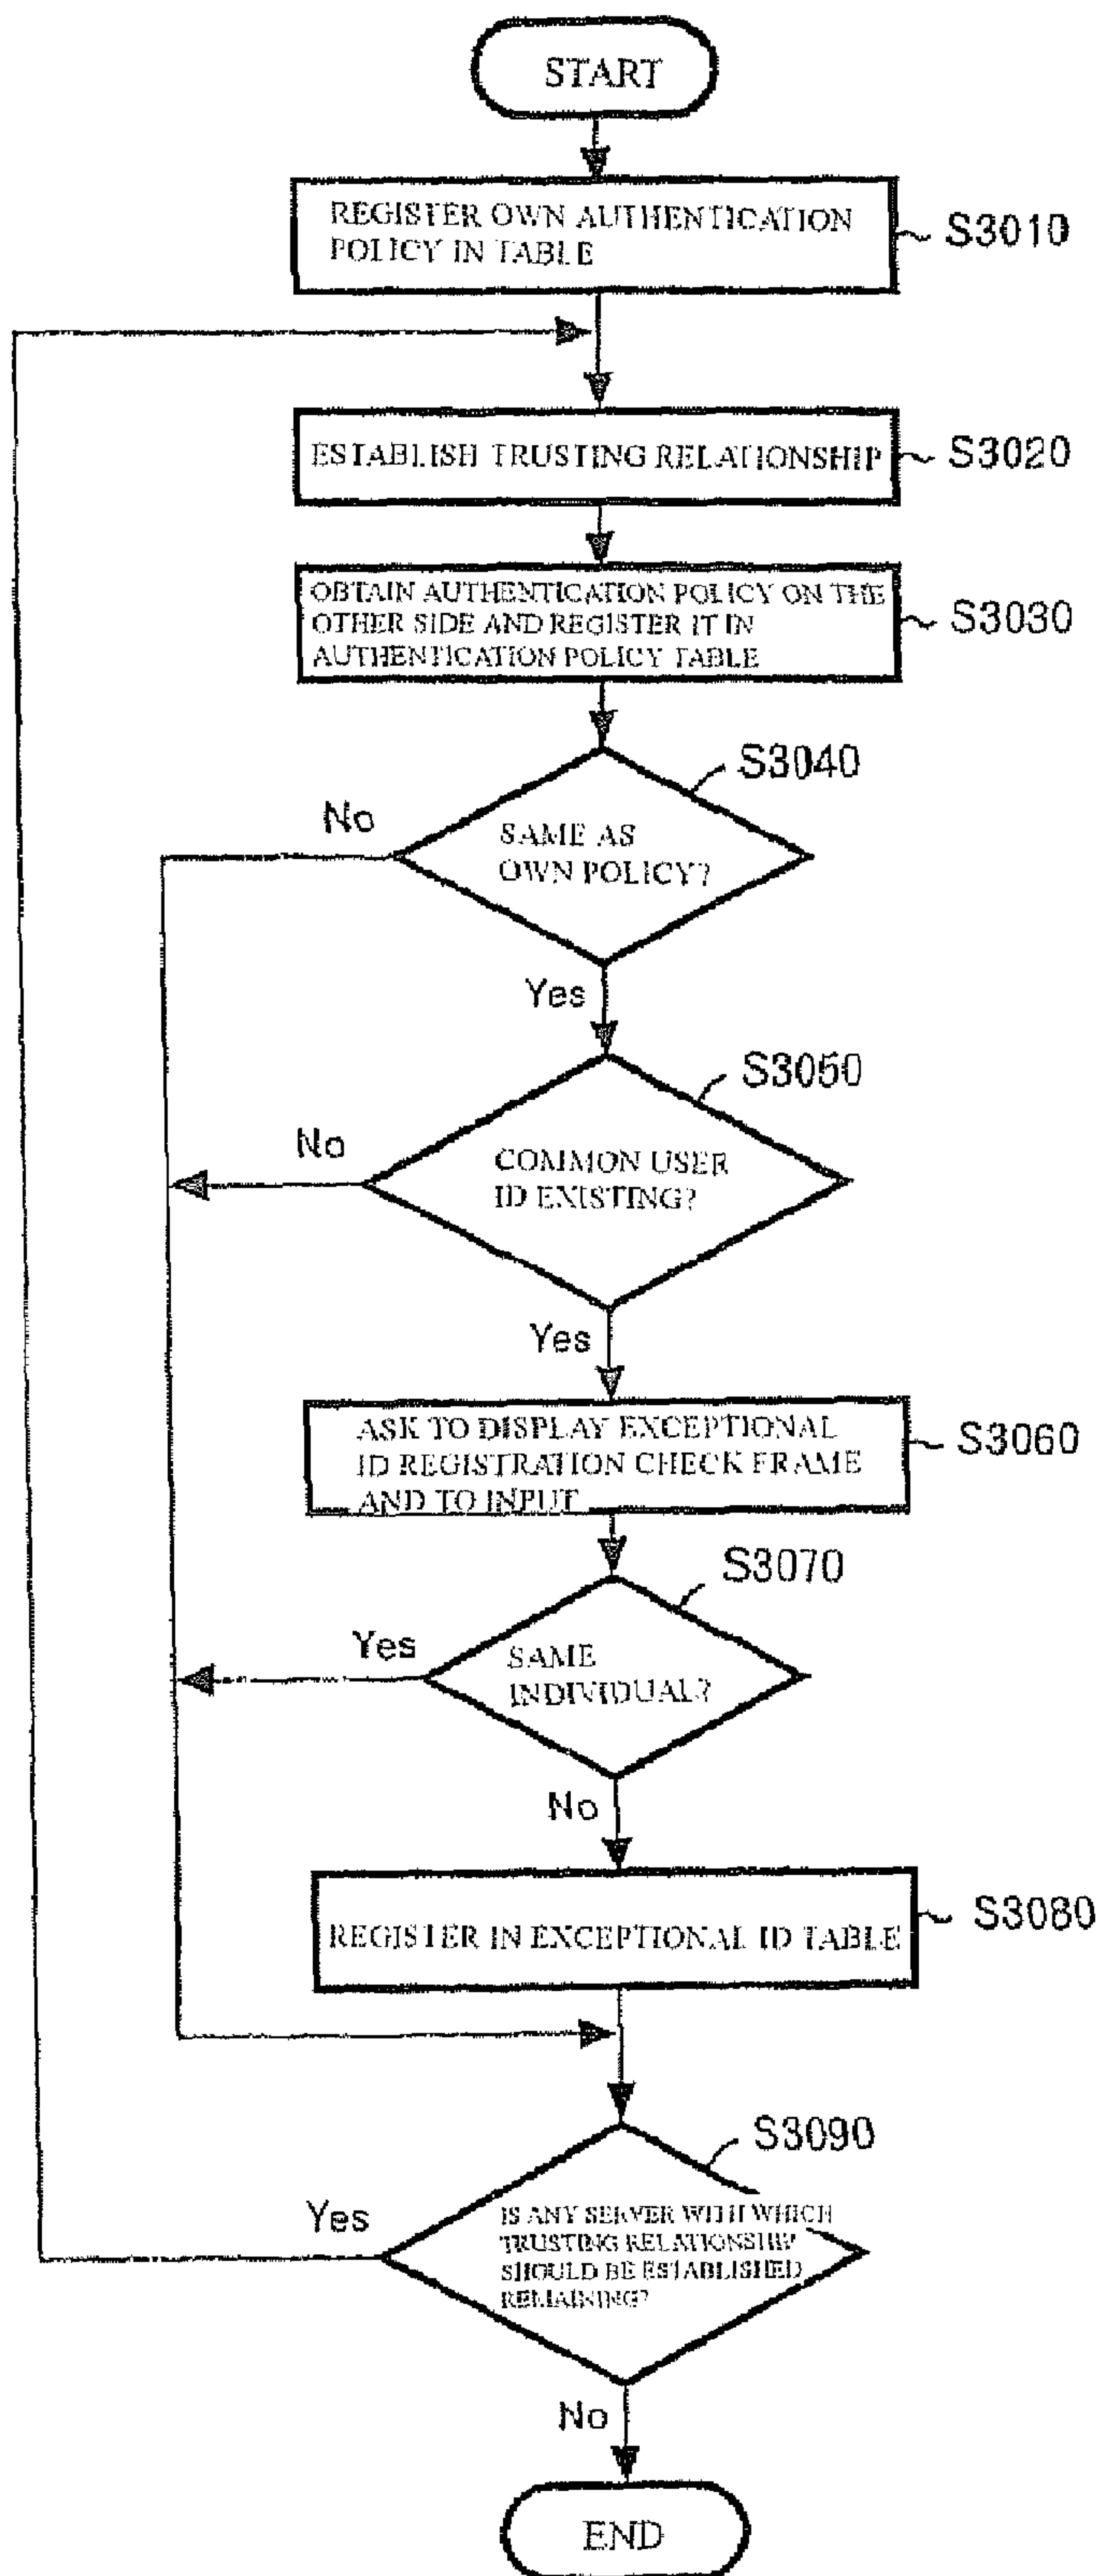 START
REGISTER OWN AUTHENTICATION
POLICY IN TABLE
S3010
ESTABLISH TRUSTING RELATIONSHIP
S3020
OBTAIN AUTHENTICATION POLICY ON THE
OTHER SIDE AND REGISTER IT IN
AUTHENTICATION POLICY TABLE
S3030
S3040
No
SAME AS
OWN POLICY?
Yes
S3050
No
COMMON USER
ID EXISTING?
Yes
ASK TO DISPLAY EXCEPTIONAL
ID REGISTRATION CHECK FRAME
AND TO INPUT
S3060
S3070
Yes
SAME
INDIVIDUAL?
No
REGISTER IN EXCEPTIONAL ID TABLE
S3080
S3090
Yes
IS ANY SERVER WITH WHICH
TRUSTING RELATIONSHIP
SHOULD BE ESTABLISHED
REMAINING?
No
END